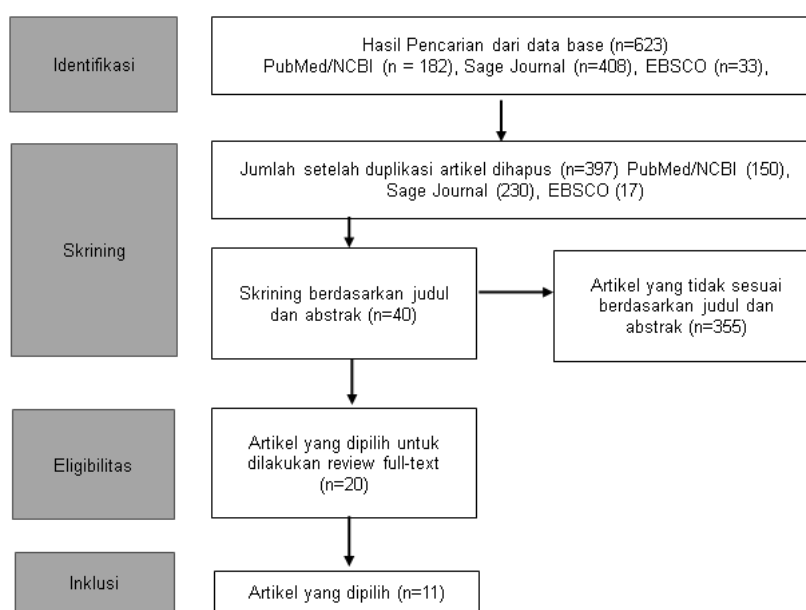 Identifikasi
Hasil Pencarian dari data base (n=623)
PubMed/NCBI (n = 182), Sage Journal (n=408), EBSCO (n=33),
Skrining
Jumlah setelah duplikasi artikel dihapus (n=397) PubMed/NCBI (150),
Sage Journal (230), EBSCO (17)
Skrining berdasarkan judul
dan abstrak (n=40)
Artikel yang tidak sesuai
berdasarkan judul dan
abstrak (n=355)
Eligibilitas
Artikel yang dipilih untuk
dilakukan review full-text
(n=20)
Inklusi
Artikel yang dipilih (n=11)